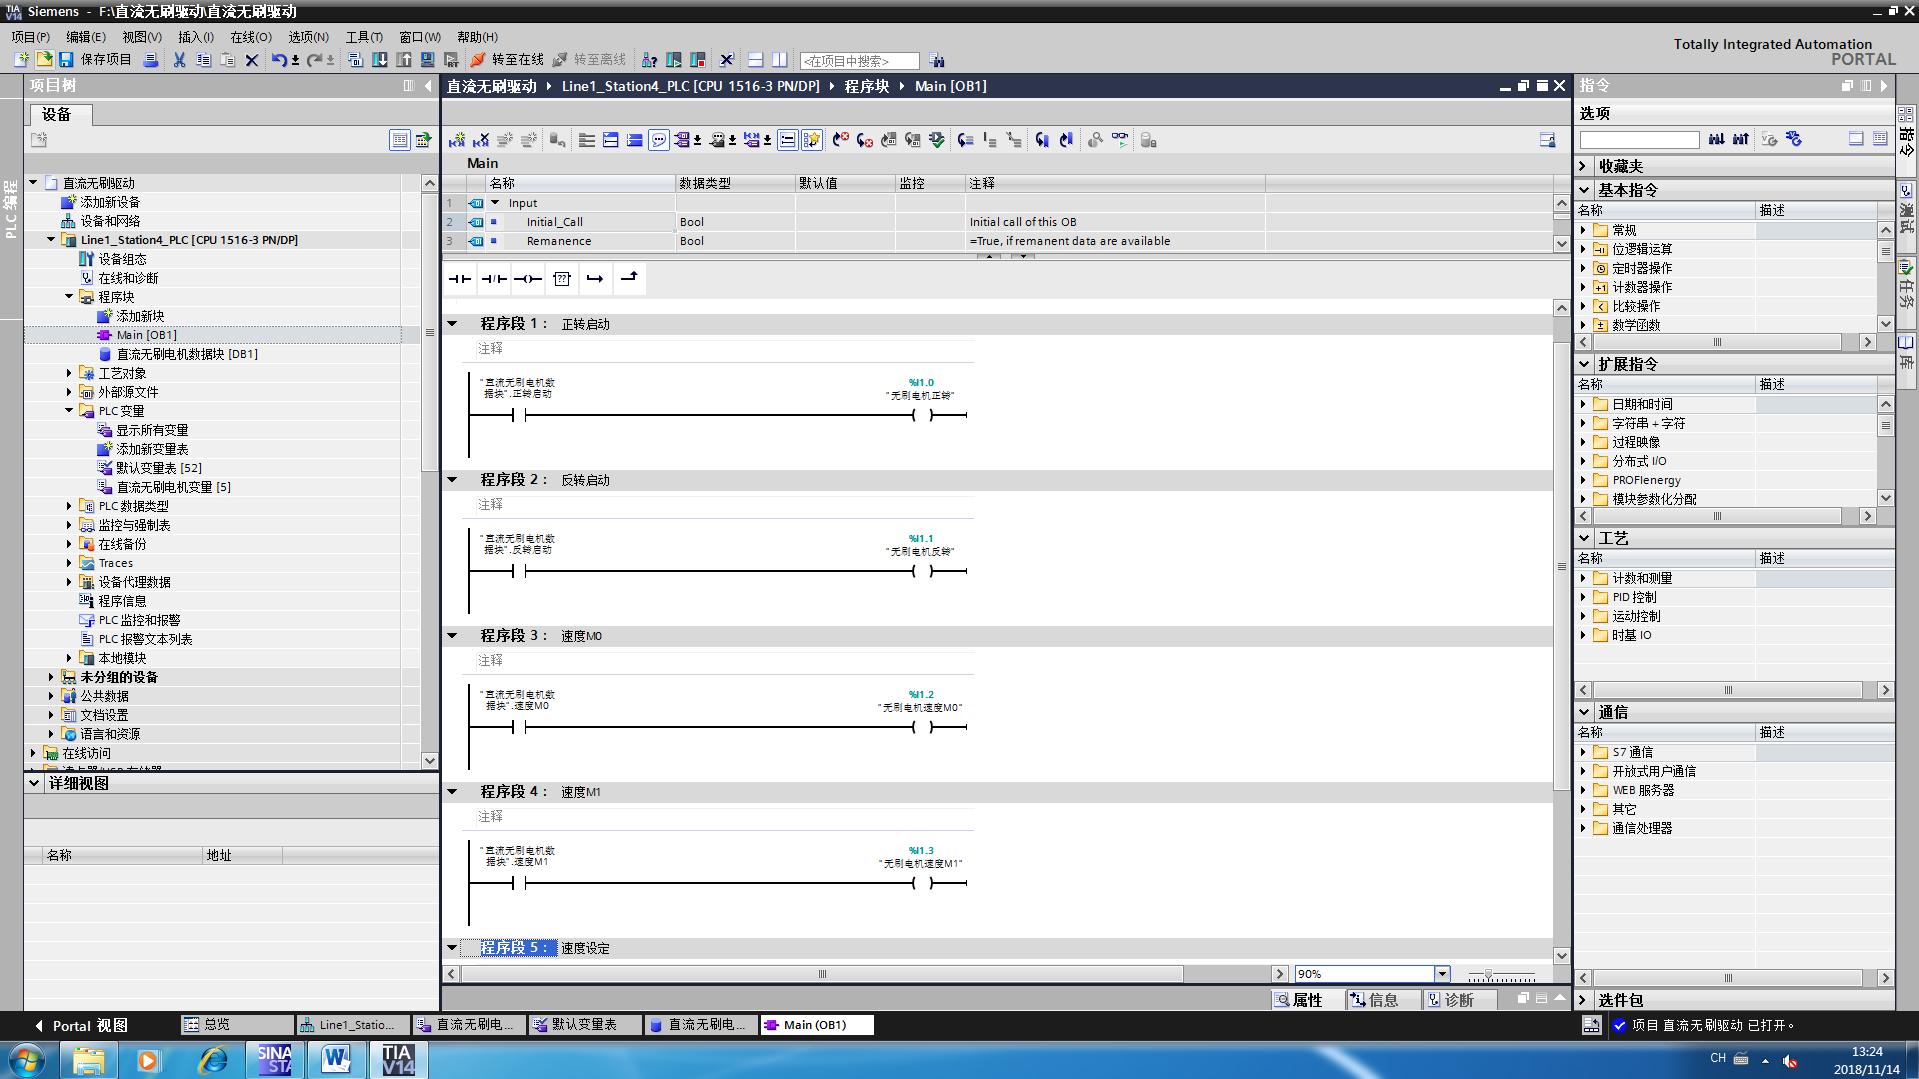 Siemens - F:\直流无刷驱动\直流无刷驱动
项目(P) 编辑(E) 视图(V) 插入(I) 在线(O) 选项(N) 工具(T) 窗口(W) 帮助(H)
Totally Integrated Automation
PORTAL
保存项目 转至在线 转至离线 <在项目中搜索>
项目树
设备
PLC 编程
直流无刷驱动
添加新设备
设备和网络
Line1_Station4_PLC [CPU 1516-3 PN/DP]
设备组态
在线和诊断
程序块
添加新块
Main [OB1]
直流无刷电机数据块 [DB1]
工艺对象
外部源文件
PLC 变量
显示所有变量
添加新变量表
默认变量表 [52]
直流无刷电机变量 [5]
PLC 数据类型
监控与强制表
在线备份
Traces
设备代理数据
程序信息
PLC 监控和报警
PLC 报警文本列表
本地模块
未分组的设备
公共数据
文档设置
语言和资源
在线访问
详细视图
名称 地址
直流无刷驱动 Line1_Station4_PLC [CPU 1516-3 PN/DP] 程序块 Main [OB1]
Main
名称 数据类型 默认值 监控 注释
1 Input
2 Initial_Call Bool Initial call of this OB
3 Remanence Bool =True, if remanent data are available
程序段 1： 正转启动
注释
"直流无刷电机数据块".正转启动
%I1.0
"无刷电机正转"
程序段 2： 反转启动
注释
"直流无刷电机数据块".反转启动
%I1.1
"无刷电机反转"
程序段 3： 速度M0
注释
"直流无刷电机数据块".速度M0
%I1.2
"无刷电机速度M0"
程序段 4： 速度M1
注释
"直流无刷电机数据块".速度M1
%I1.3
"无刷电机速度M1"
程序段 5： 速度设定
90%
属性 信息 诊断
指令
选项
收藏夹
基本指令
名称 描述
常规
位逻辑运算
定时器操作
计数器操作
比较操作
数学函数
扩展指令
名称 描述
日期和时间
字符串 + 字符
过程映像
分布式 I/O
PROFIenergy
模块参数化分配
工艺
名称 描述
计数和测量
PID 控制
运动控制
时基 IO
通信
名称 描述
S7 通信
开放式用户通信
WEB 服务器
其它
通信处理器
选件包
指令
测试
任务
库
Portal 视图 总览 Line1_Statio... 直流无刷电... 默认变量表 直流无刷电... Main (OB1) 项目 直流无刷驱动 已打开。
CH
13:24
2018/11/14